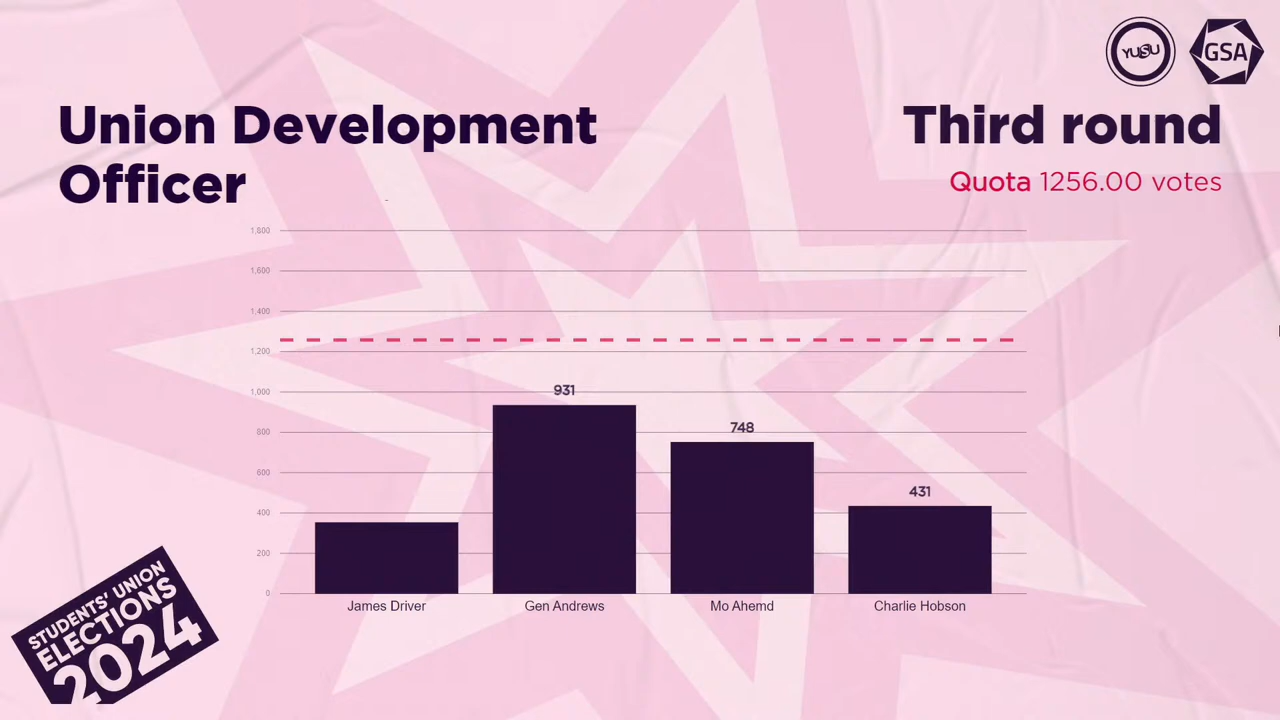 YUSU
GSA
Union Development
Officer
Third round
Quota 1256.00 votes
1,800
1,600
1,400
1,200
1,000
800
600
400
200
0
931
748
431
James Driver
Gen Andrews
Mo Ahemd
Charlie Hobson
STUDENTS' UNION
ELECTIONS
2024